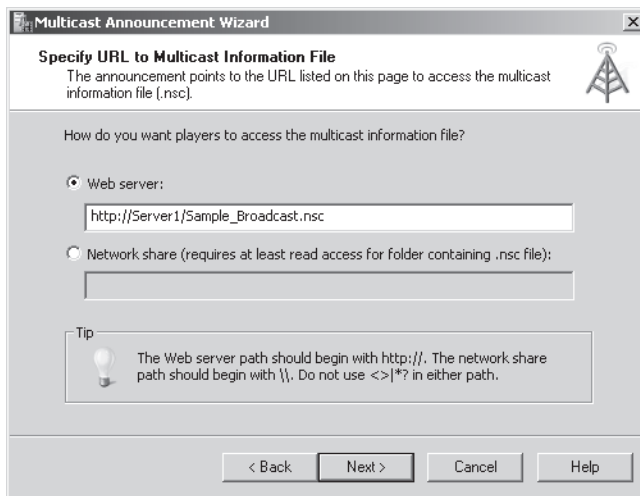 Multicast Announcement Wizard
Specify URL to Multicast Information File
The announcement points to the URL listed on this page to access the multicast
information file (.nsc).
How do you want players to access the multicast information file?
Web server:
http://Server1/Sample_Broadcast.nsc
Network share (requires at least read access for folder containing .nsc file):
Tip
The Web server path should begin with http://. The network share
path should begin with \\. Do not use <>|*? in either path.
< Back Next > Cancel Help